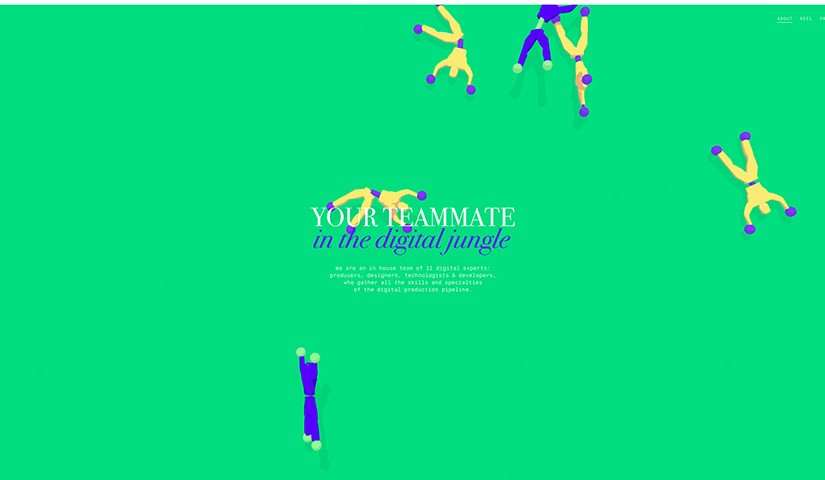 ABOUT REEL
YOUR TEAMMATE
in the digital jungle
We are an in house team of 11 digital experts:
producers, designers, technologists & developers,
who gather all the skills and specialties
of the digital production pipeline.